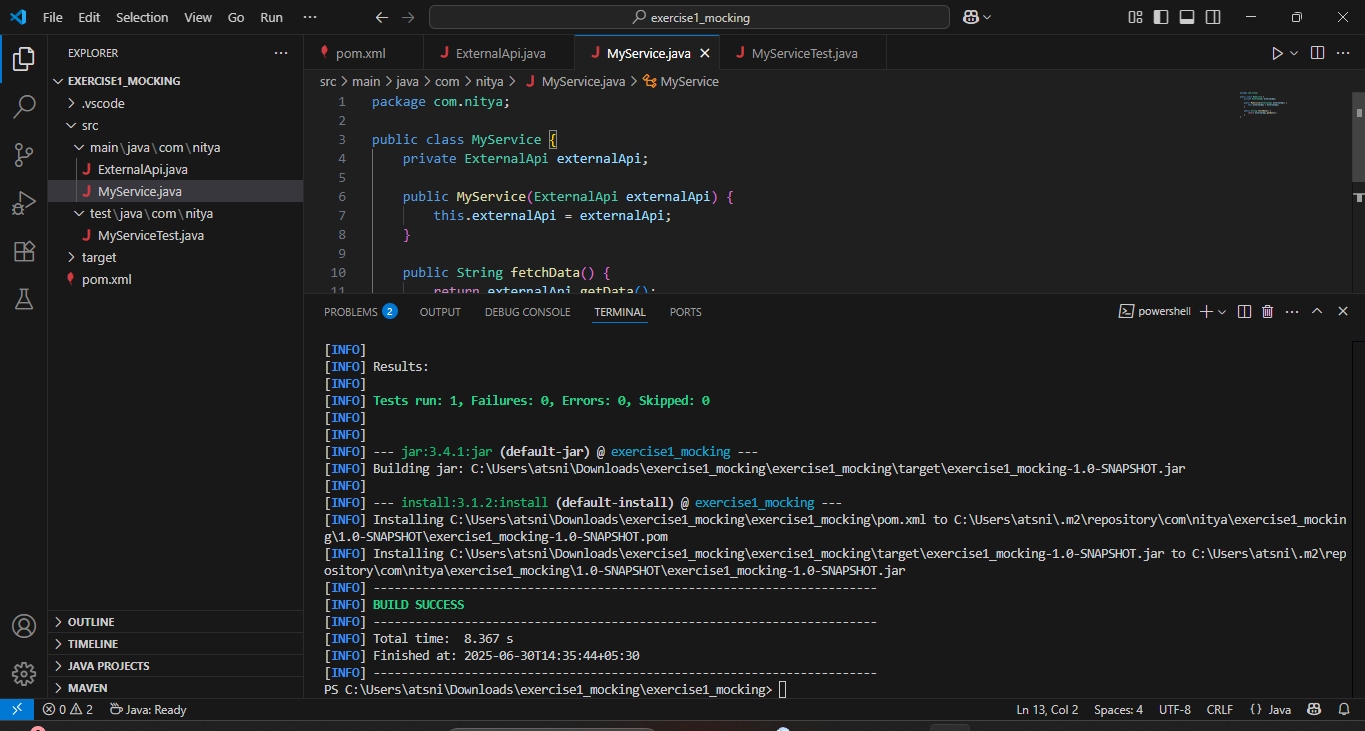 File Edit Selection View Go Run ··· exercise1_mocking
EXPLORER ···
EXERCISE1_MOCKING
.vscode
src
main\java\com\nitya
J ExternalApi.java
J MyService.java
test\java\com\nitya
J MyServiceTest.java
target
pom.xml
OUTLINE
TIMELINE
JAVA PROJECTS
MAVEN
pom.xml J ExternalApi.java J MyService.java J MyServiceTest.java
src > main > java > com > nitya > J MyService.java > MyService
1 package com.nitya;
2
3 public class MyService {
4 private ExternalApi externalApi;
5
6 public MyService(ExternalApi externalApi) {
7 this.externalApi = externalApi;
8 }
9
10 public String fetchData() {
11 return externalApi.getData();
PROBLEMS 2 OUTPUT DEBUG CONSOLE TERMINAL PORTS powershell
[INFO]
[INFO] Results:
[INFO]
[INFO] Tests run: 1, Failures: 0, Errors: 0, Skipped: 0
[INFO]
[INFO]
[INFO] --- jar:3.4.1:jar (default-jar) @ exercise1_mocking ---
[INFO] Building jar: C:\Users\atsni\Downloads\exercise1_mocking\exercise1_mocking\target\exercise1_mocking-1.0-SNAPSHOT.jar
[INFO]
[INFO] --- install:3.1.2:install (default-install) @ exercise1_mocking ---
[INFO] Installing C:\Users\atsni\Downloads\exercise1_mocking\exercise1_mocking\pom.xml to C:\Users\atsni\.m2\repository\com\nitya\exercise1_mockin
g\1.0-SNAPSHOT\exercise1_mocking-1.0-SNAPSHOT.pom
[INFO] Installing C:\Users\atsni\Downloads\exercise1_mocking\exercise1_mocking\target\exercise1_mocking-1.0-SNAPSHOT.jar to C:\Users\atsni\.m2\rep
ository\com\nitya\exercise1_mocking\1.0-SNAPSHOT\exercise1_mocking-1.0-SNAPSHOT.jar
[INFO] ------------------------------------------------------------------------
[INFO] BUILD SUCCESS
[INFO] ------------------------------------------------------------------------
[INFO] Total time:  8.367 s
[INFO] Finished at: 2025-06-30T14:35:44+05:30
[INFO] ------------------------------------------------------------------------
PS C:\Users\atsni\Downloads\exercise1_mocking\exercise1_mocking>
0 2 Java: Ready Ln 13, Col 2 Spaces: 4 UTF-8 CRLF {} Java